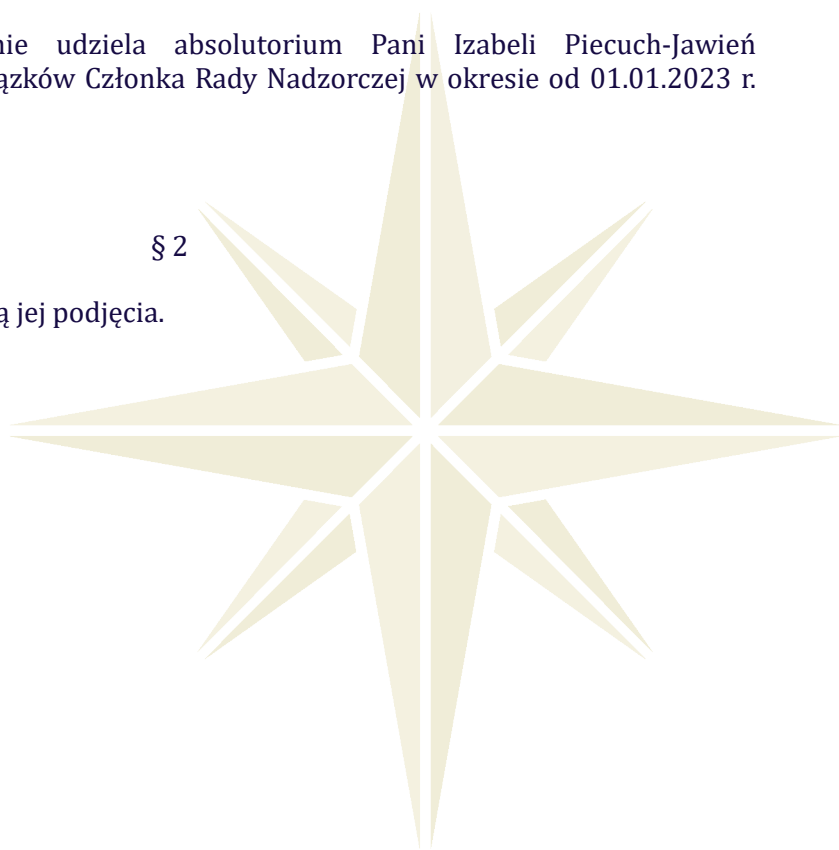 nie udziela absolutorium Pani Izabeli Piecuch-Jawień
ązków Członka Rady Nadzorczej w okresie od 01.01.2023 r.
§ 2
ą jej podjęcia.